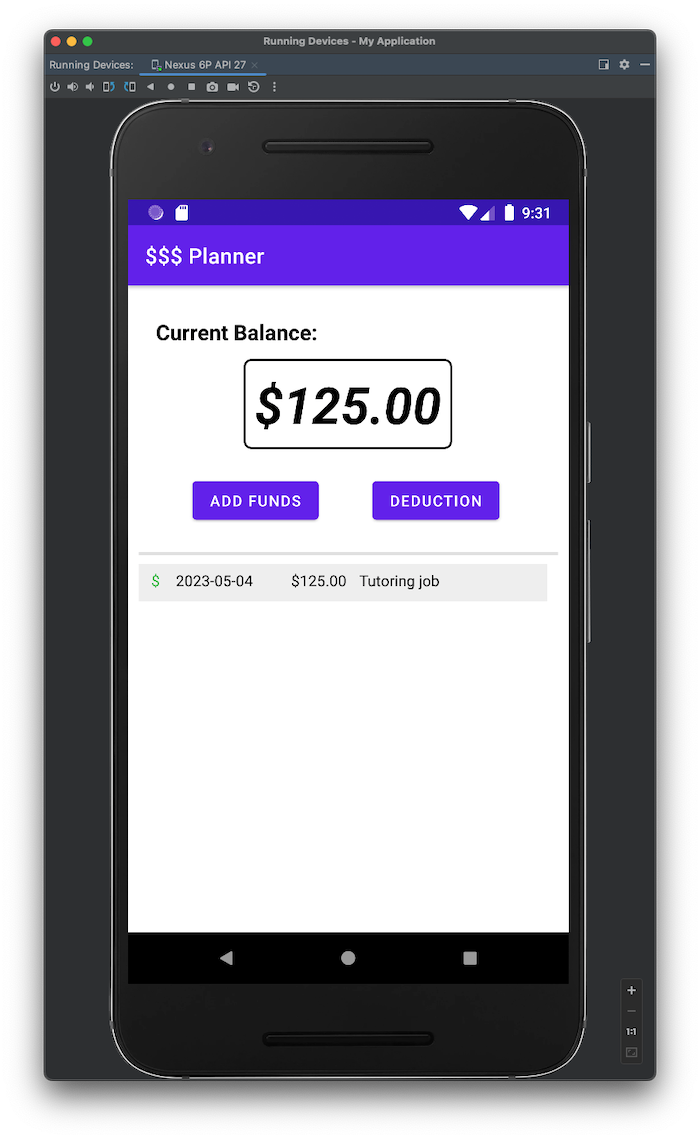 Running Devices - My Application
Running Devices: Nexus 6P API 27
9:31
$$$ Planner
Current Balance:
$125.00
ADD FUNDS DEDUCTION
$ 2023-05-04 $125.00 Tutoring job
1:1